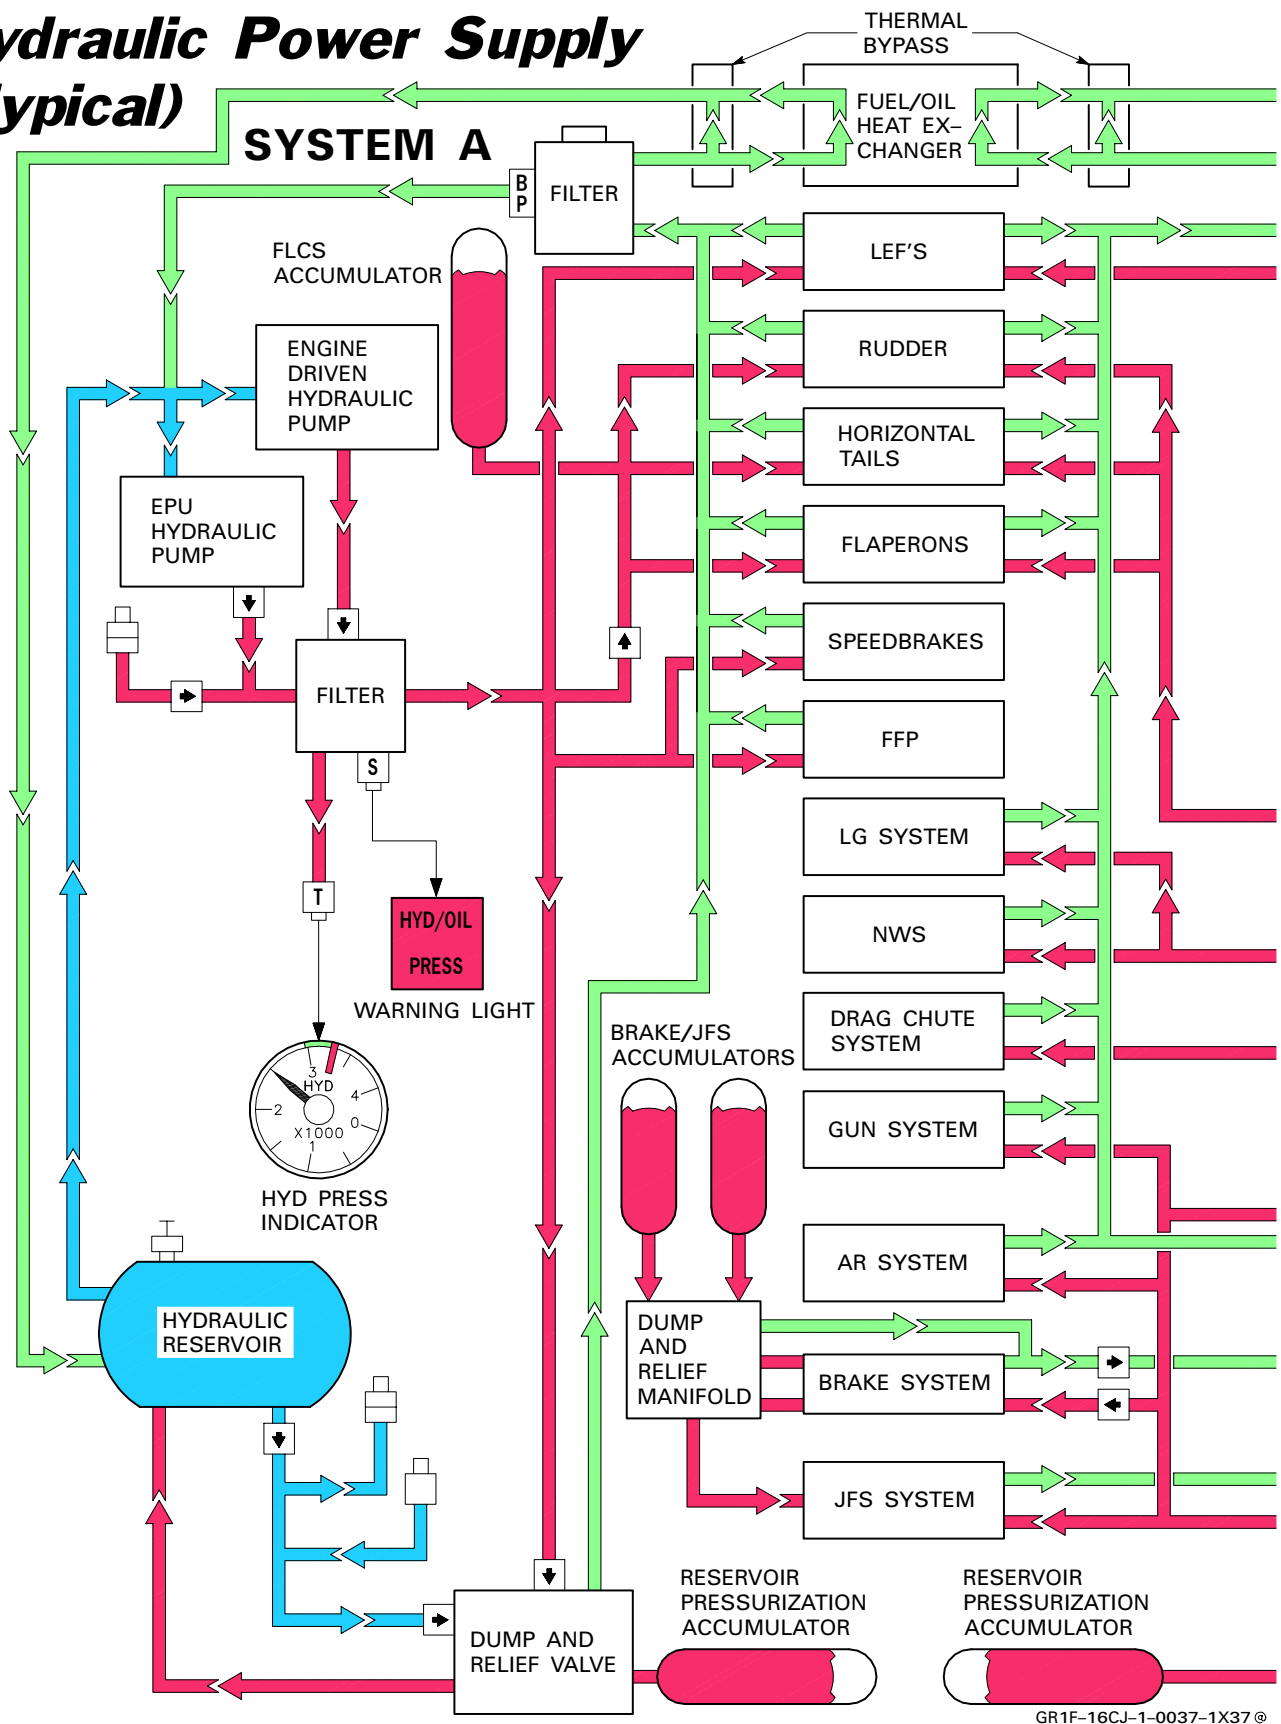 ydraulic Power Supply
ypical)
THERMAL
BYPASS
SYSTEM A
FUEL/OIL
HEAT EX–
CHANGER
B
P
FILTER
FLCS
ACCUMULATOR
LEF'S
ENGINE
DRIVEN
HYDRAULIC
PUMP
RUDDER
HORIZONTAL
TAILS
EPU
HYDRAULIC
PUMP
FLAPERONS
SPEEDBRAKES
FILTER
FFP
S
LG SYSTEM
T
HYD/OIL
PRESS
NWS
WARNING LIGHT
DRAG CHUTE
SYSTEM
BRAKE/JFS
ACCUMULATORS
3
HYD
4
2
0
X1000
1
GUN SYSTEM
HYD PRESS
INDICATOR
AR SYSTEM
HYDRAULIC
RESERVOIR
DUMP
AND
RELIEF
MANIFOLD
BRAKE SYSTEM
JFS SYSTEM
RESERVOIR
PRESSURIZATION
ACCUMULATOR
RESERVOIR
PRESSURIZATION
ACCUMULATOR
DUMP AND
RELIEF VALVE
GR1F–16CJ–1–0037–1X37@